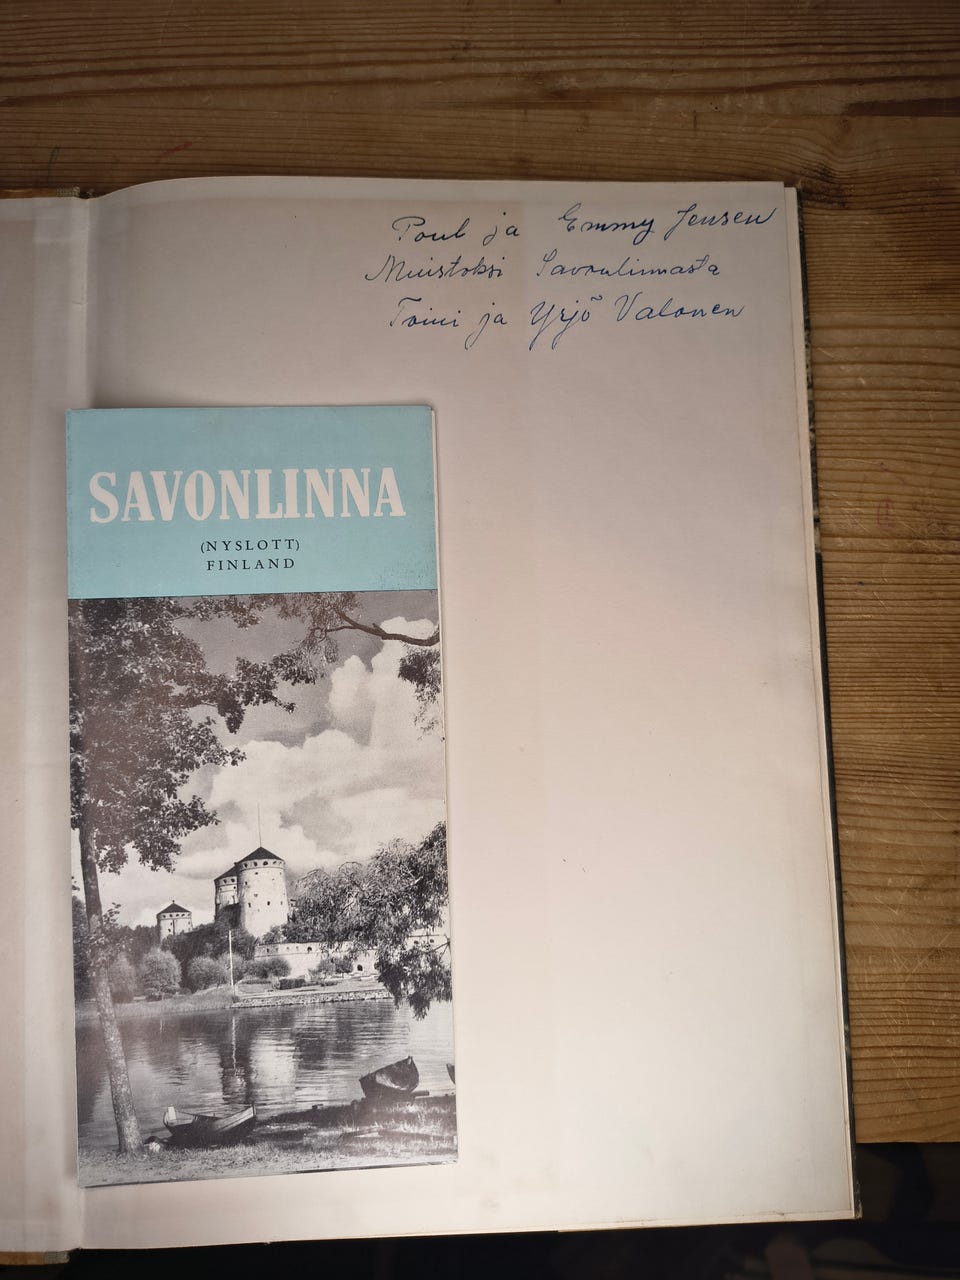 Poul ja Emmy Jensen
Muistoksi Savonlinnasta
Toini ja Yrjö Valonen
SAVONLINNA
(NYSLOTT)
FINLAND